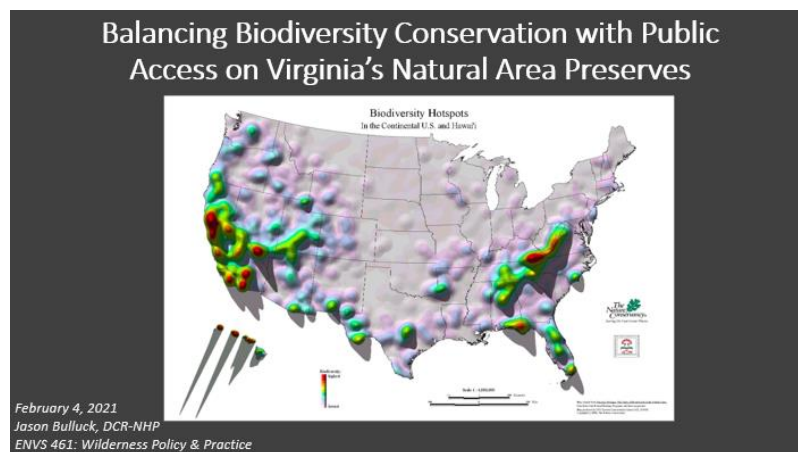 Balancing Biodiversity Conservation with Public
Access on Virginia's Natural Area Preserves
Biodiversity Hotspots
In the Continental U.S. and Hawai'i
The
Nature
Conservancy
February 4, 2021
Jason Bulluck, DCR-NHP
ENVS 461: Wilderness Policy & Practice